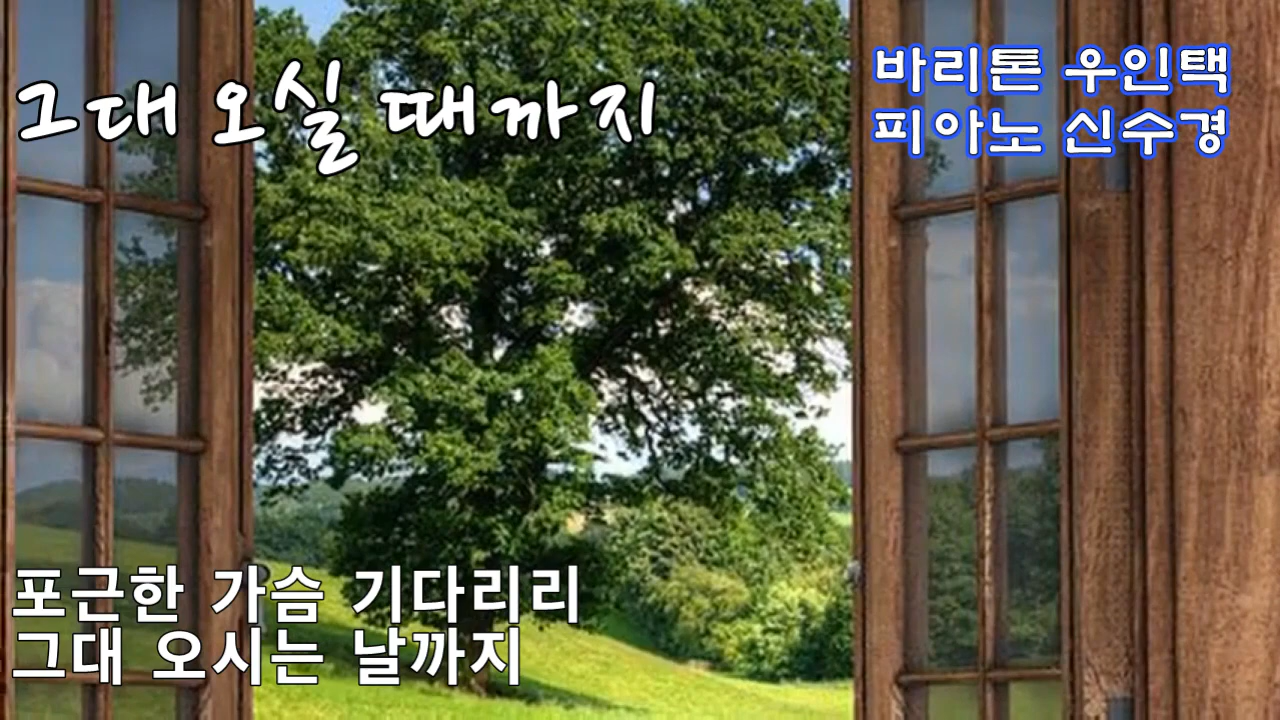 그대 오실 때까지
바리톤 우인택
피아노 신수경
포근한 가슴 기다리리
그대 오시는 날까지